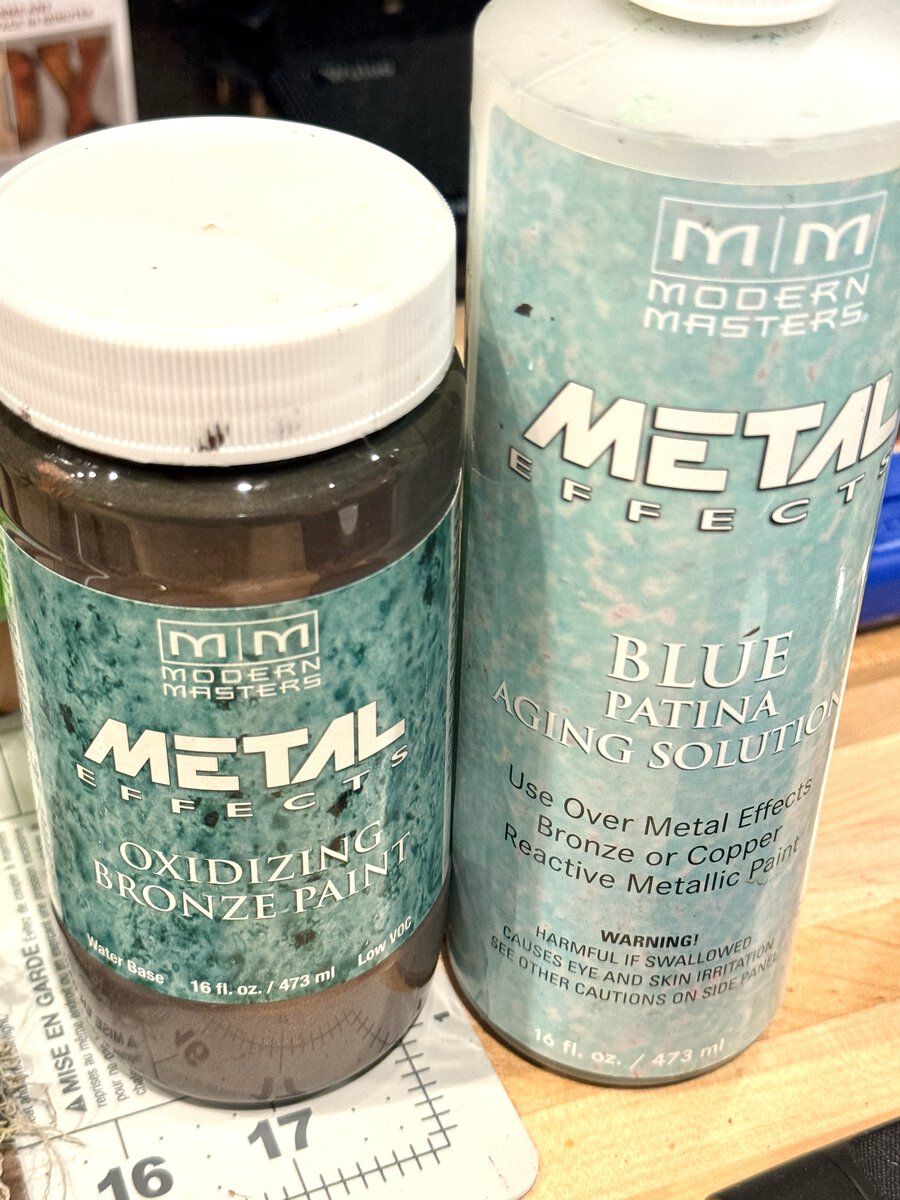 M M
MODERN
MASTERS
METAL
EFFECTS
OXIDIZING
BRONZE PAINT
Water Base
16 fl. oz. / 473 ml
Low VOC
M M
MODERN
MASTERS®
METAL
EFFECTS
BLUE
PATINA
AGING SOLUTION
Use Over Metal Effects
Bronze or Copper
Reactive Metallic Paint
WARNING!
HARMFUL IF SWALLOWED
CAUSES EYE AND SKIN IRRITATION
SEE OTHER CAUTIONS ON SIDE PANEL
16 fl. oz. / 473 ml
MISE EN GARDE
16
17